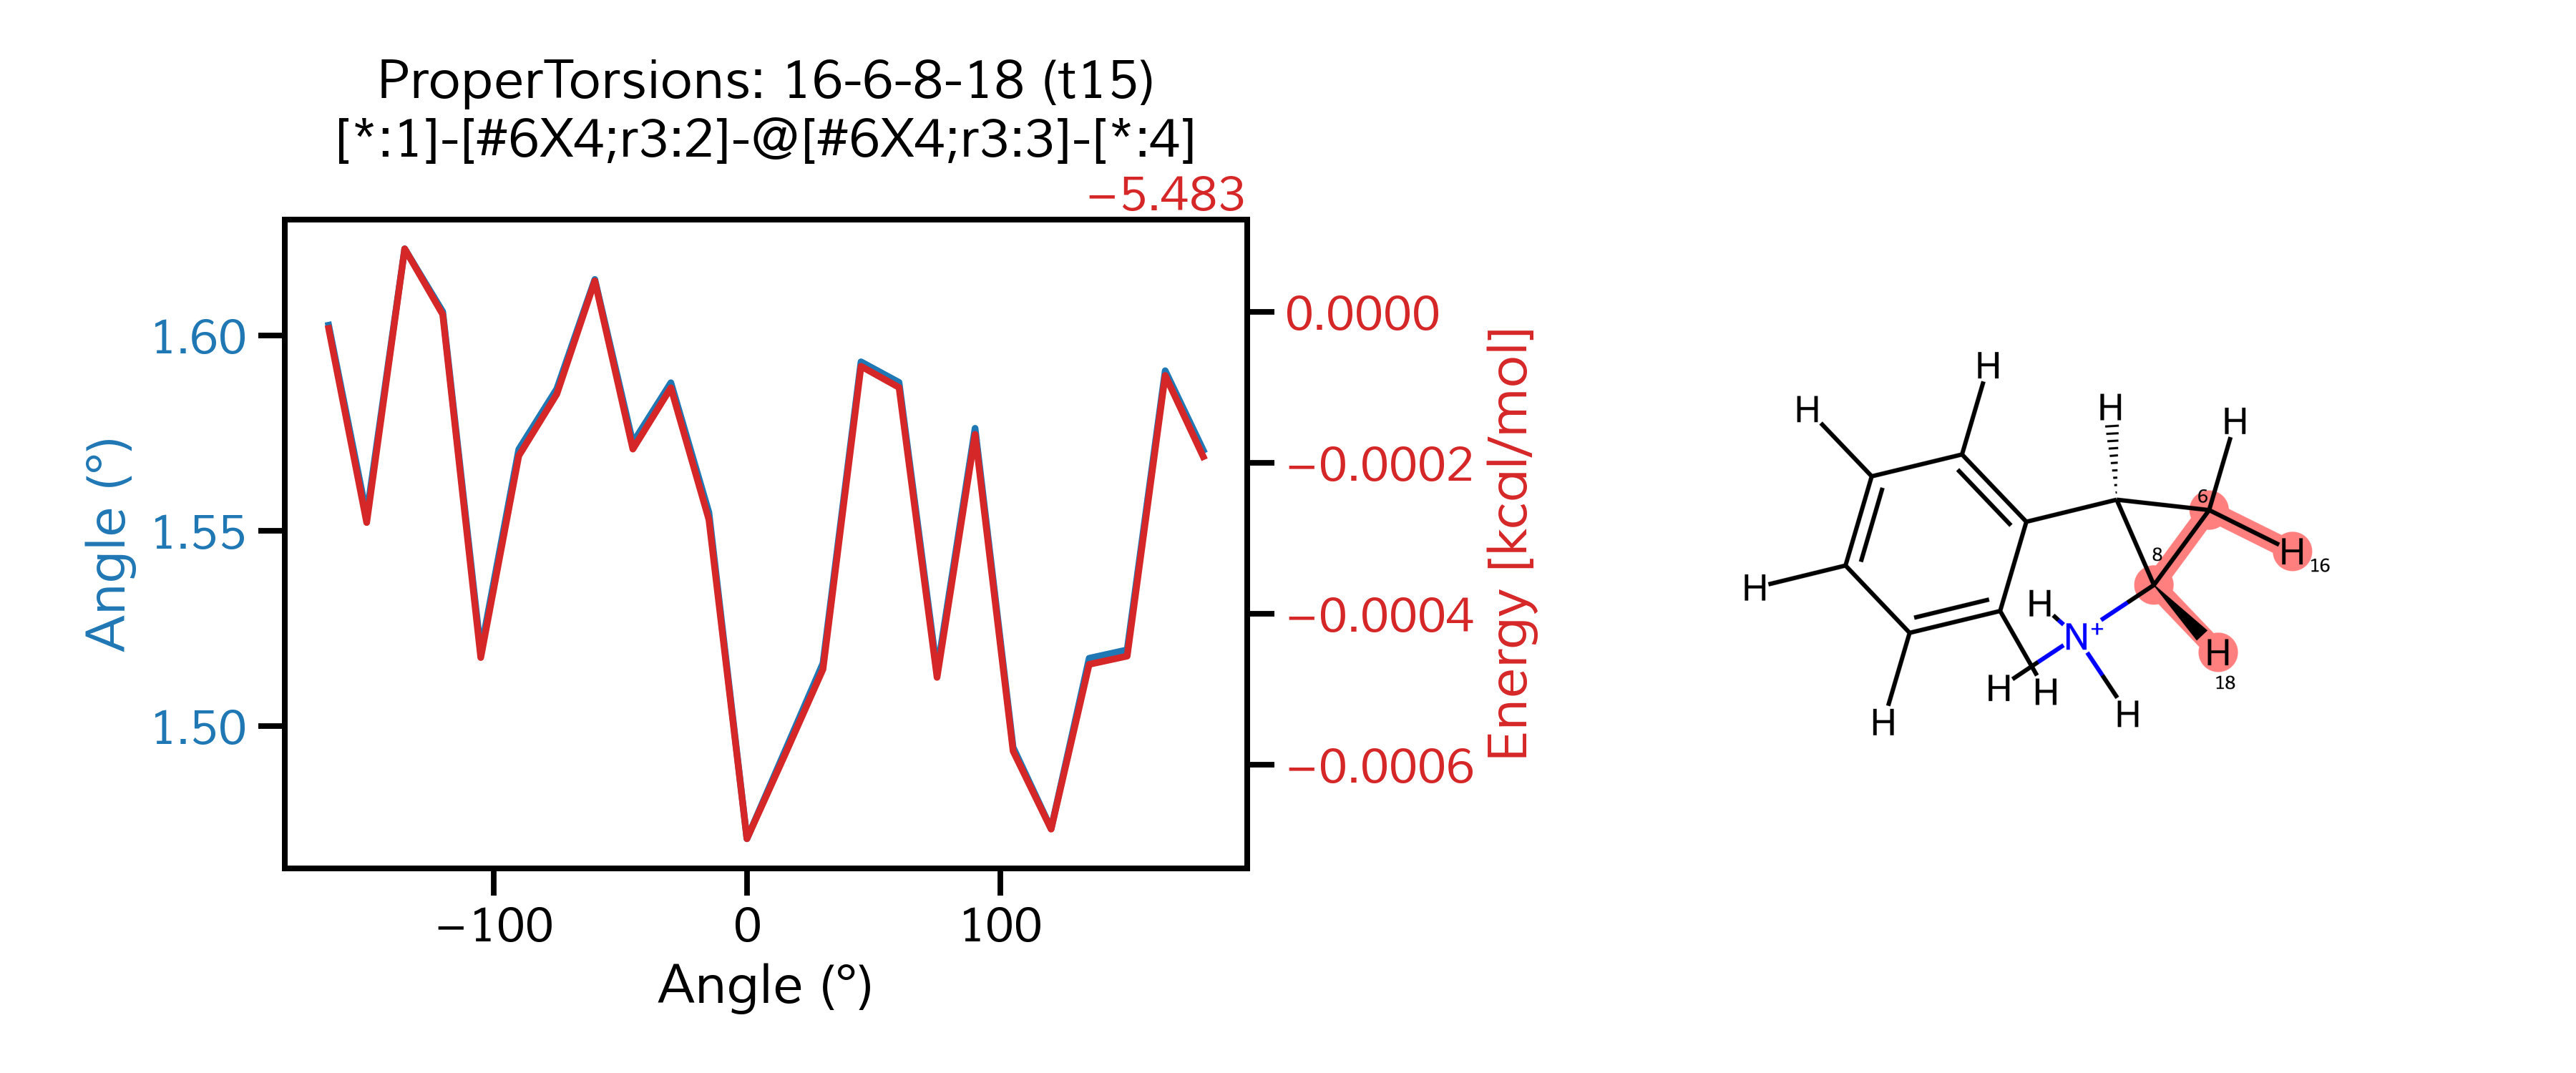 ProperTorsions: 16-6-8-18 (t15)
[*:1]-[#6X4;r3:2]-@[#6X4;r3:3]-[*:4]
−5.483
Angle (°)
1.60
1.55
1.50
0.0000
−0.0002
−0.0004
−0.0006
Energy [kcal/mol]
−100
0
100
Angle (°)
H
H
H
H
6
H
16
8
H
H
N+
H
18
H
H
H
H